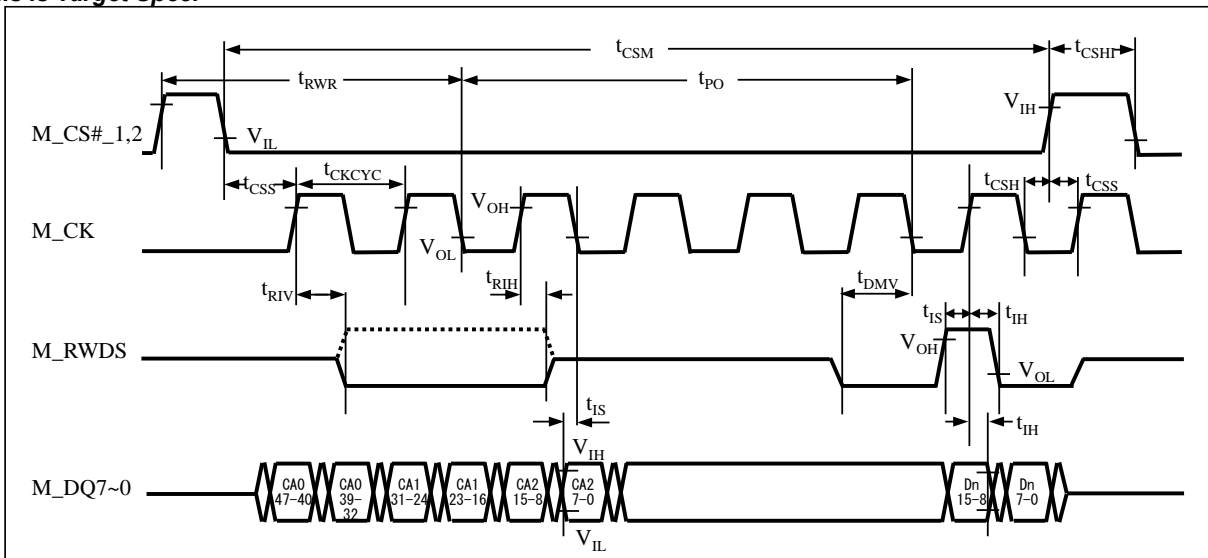 is Target Spec.
tCSM
tCSHI
tRWR
tPO
M_CS#_1,2
VIL
VIH
tCSS
tCKCYC
tCSH
tCSS
M_CK
VOH
VOL
tRIV
tRIH
tDMV
tIS
tIH
M_RWDS
VOH
VOL
tIS
tIH
VIH
M_DQ7~0
CA0 47-40
CA0 39-32
CA1 31-24
CA1 23-16
CA2 15-8
CA2 7-0
Dn 15-8
Dn 7-0
VIL